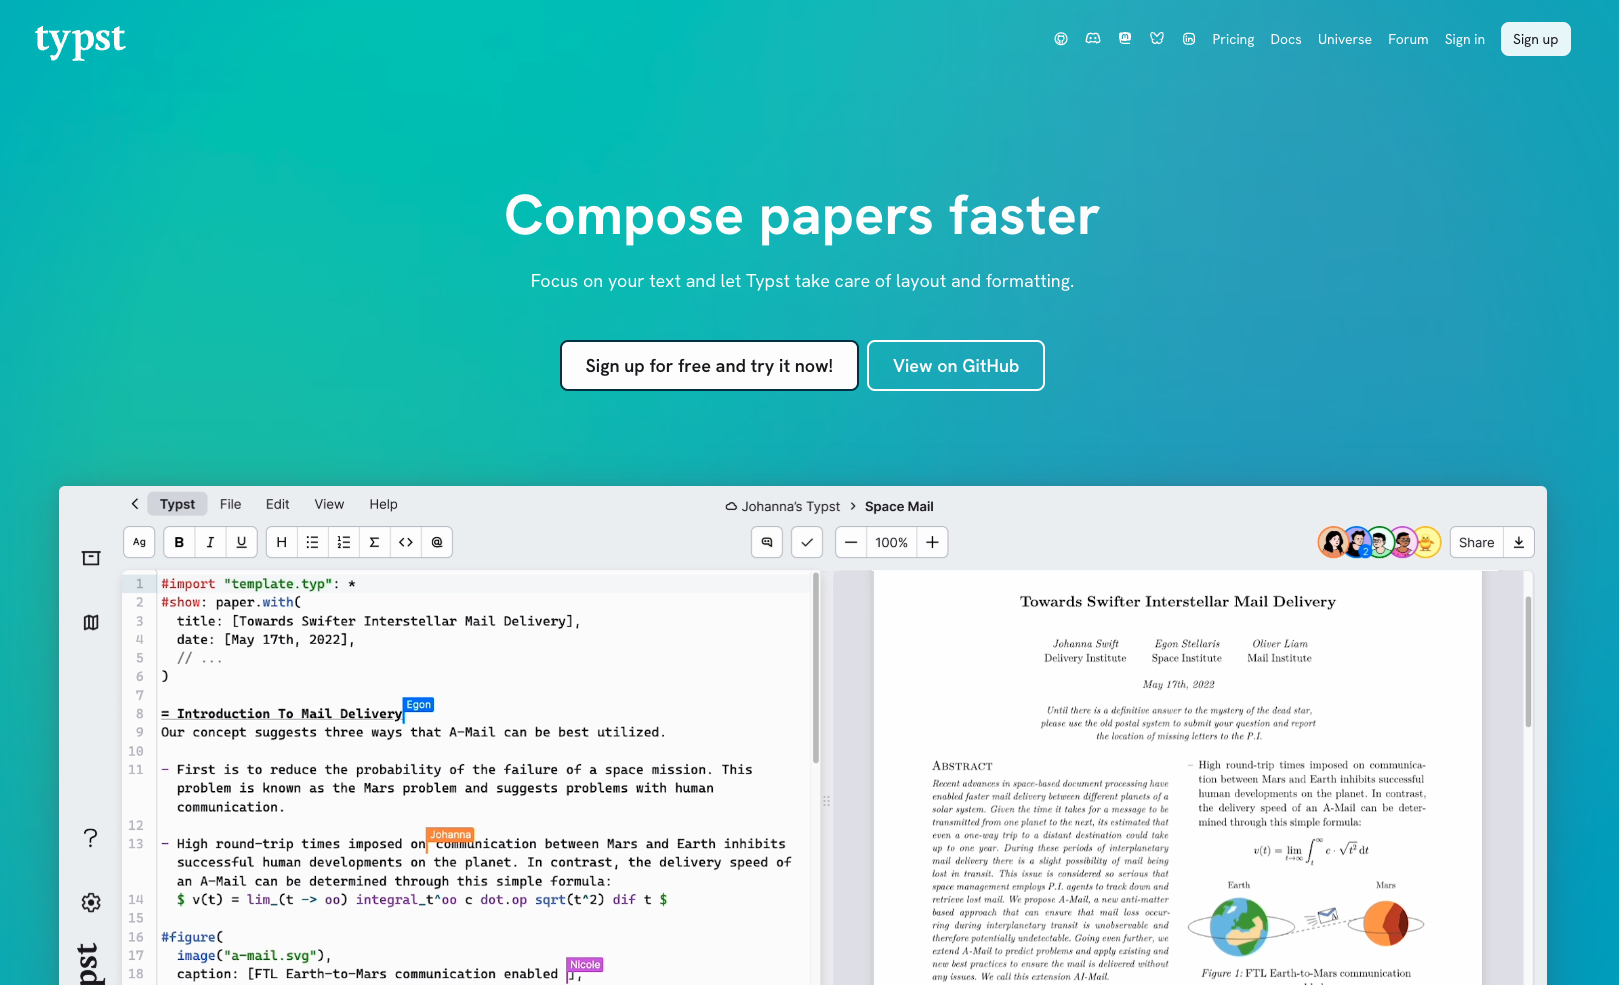 typst
Pricing Docs Universe Forum Sign in Sign up
Compose papers faster
Focus on your text and let Typst take care of layout and formatting.
Sign up for free and try it now!
View on GitHub
Typst File Edit View Help
Johanna's Typst > Space Mail
Ag B I U H Σ <> @
100%
2
Share
1 #import "template.typ": *
2 #show: paper.with(
3 title: [Towards Swifter Interstellar Mail Delivery],
4 date: [May 17th, 2022],
5 // ...
6 )
7
8 = Introduction To Mail Delivery
Egon
9 Our concept suggests three ways that A-Mail can be best utilized.
10
11 - First is to reduce the probability of the failure of a space mission. This
problem is known as the Mars problem and suggests problems with human
communication.
12
Johanna
13 - High round-trip times imposed on communication between Mars and Earth inhibits
successful human developments on the planet. In contrast, the delivery speed of
an A-Mail can be determined through this simple formula:
14 $ v(t) = lim_(t -> oo) integral_t^oo c dot.op sqrt(t^2) dif t $
15
16 #figure(
17 image("a-mail.svg"),
Nicole
18 caption: [FTL Earth-to-Mars communication enabled ],
?
pst
Towards Swifter Interstellar Mail Delivery
Johanna Swift Egon Stellaris Oliver Liam
Delivery Institute Space Institute Mail Institute
May 17th, 2022
Until there is a definitive answer to the mystery of the dead star,
please use the old postal system to submit your question and report
the location of missing letters to the P.I.
Abstract
Recent advances in space-based document processing have
enabled faster mail delivery between different planets of a
solar system. Given the time it takes for a message to be
transmitted from one planet to the next, its estimated that
even a one-way trip to a distant destination could take
up to one year. During these periods of interplanetary
mail delivery there is a slight possibility of mail being
lost in transit. This issue is considered so serious that
space management employs P.I. agents to track down and
retrieve lost mail. We propose A-Mail, a new anti-matter
based approach that can ensure that mail loss occur-
ring during interplanetary transit is unobservable and
therefore potentially undetectable. Going even further, we
extend A-Mail to predict problems and apply existing and
new best practices to ensure the mail is delivered without
any issues. We call this extension AI-Mail.
– High round-trip times imposed on communica-
tion between Mars and Earth inhibits successful
human developments on the planet. In contrast,
the delivery speed of an A-Mail can be deter-
mined through this simple formula:
v(t) = lim t→∞ ∫ t ∞ c · √t² dt
Earth Mars
Figure 1: FTL Earth-to-Mars communication